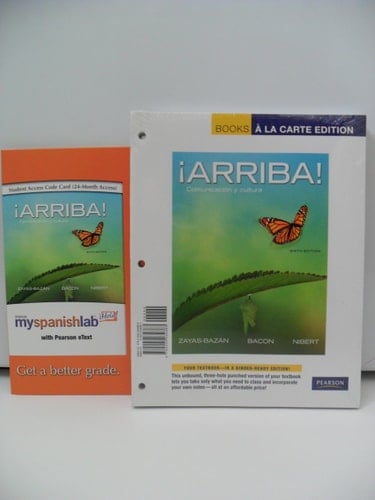 Student Access Code Card (24-Month Access)
¡ARRIBA!
Comunicación y cultura
SIXTH EDITION
ZAYAS-BAZÁN BACON NIBERT
myspanishlab
with Pearson eText
Get a better grade.
BOOKS À LA CARTE EDITION
¡ARRIBA!
Comunicación y cultura
SIXTH EDITION
ZAYAS-BAZÁN BACON NIBERT
YOUR TEXTBOOK—IN A BINDER-READY EDITION!
This unbound, three-hole punched version of your textbook
lets you take only what you need to class and incorporate
your own notes—all at an affordable price!
PEARSON